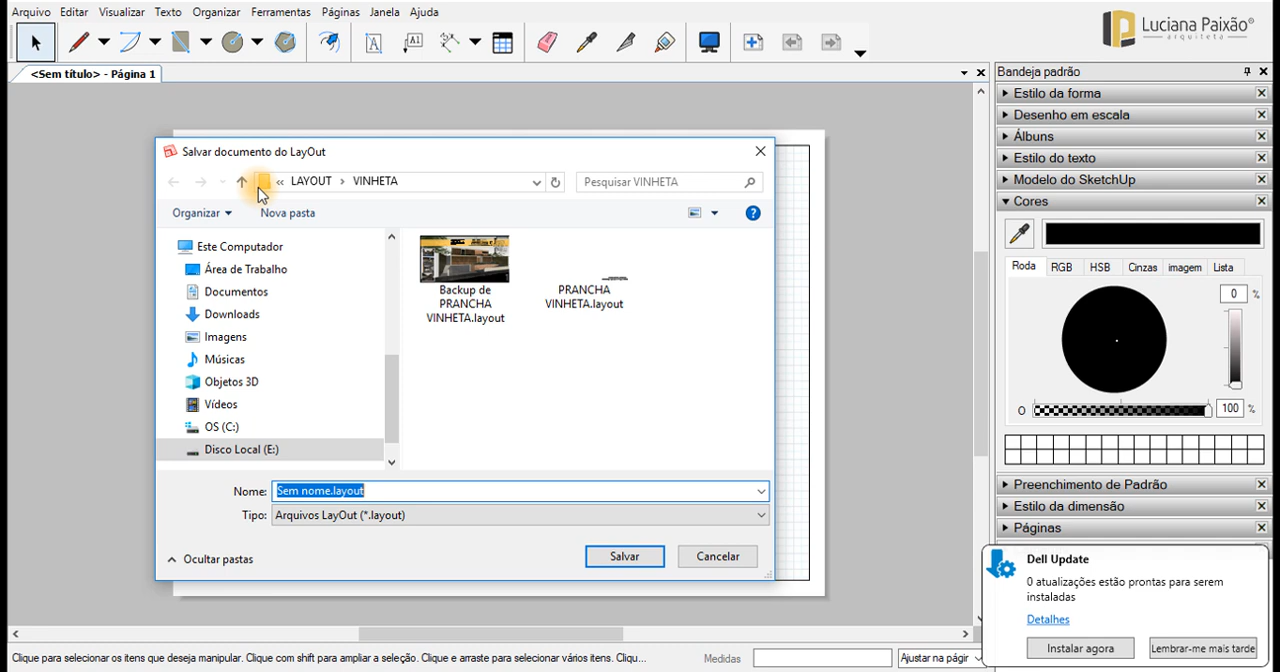 Arquivo Editar Visualizar Texto Organizar Ferramentas Páginas Janela Ajuda
Luciana Paixão®
arquiteta
<Sem título> - Página 1
Bandeja padrão
Estilo da forma
Desenho em escala
Álbuns
Estilo do texto
Modelo do SketchUp
Cores
Roda RGB HSB Cinzas imagem Lista
0 %
O 100 %
Preenchimento de Padrão
Estilo da dimensão
Páginas
Salvar documento do LayOut
« LAYOUT › VINHETA
Pesquisar VINHETA
Organizar
Nova pasta
Este Computador
Área de Trabalho
Documentos
Downloads
Imagens
Músicas
Objetos 3D
Vídeos
OS (C:)
Disco Local (E:)
Backup de
PRANCHA
VINHETA.layout
PRANCHA
VINHETA.layout
Nome: Sem nome.layout
Tipo: Arquivos LayOut (*.layout)
Ocultar pastas
Salvar
Cancelar
Dell Update
0 atualizações estão prontas para serem
instaladas
Detalhes
Instalar agora
Lembrar-me mais tarde
Clique para selecionar os itens que deseja manipular. Clique com shift para ampliar a seleção. Clique e arraste para selecionar vários itens. Cliqu...
Medidas
Ajustar na págir